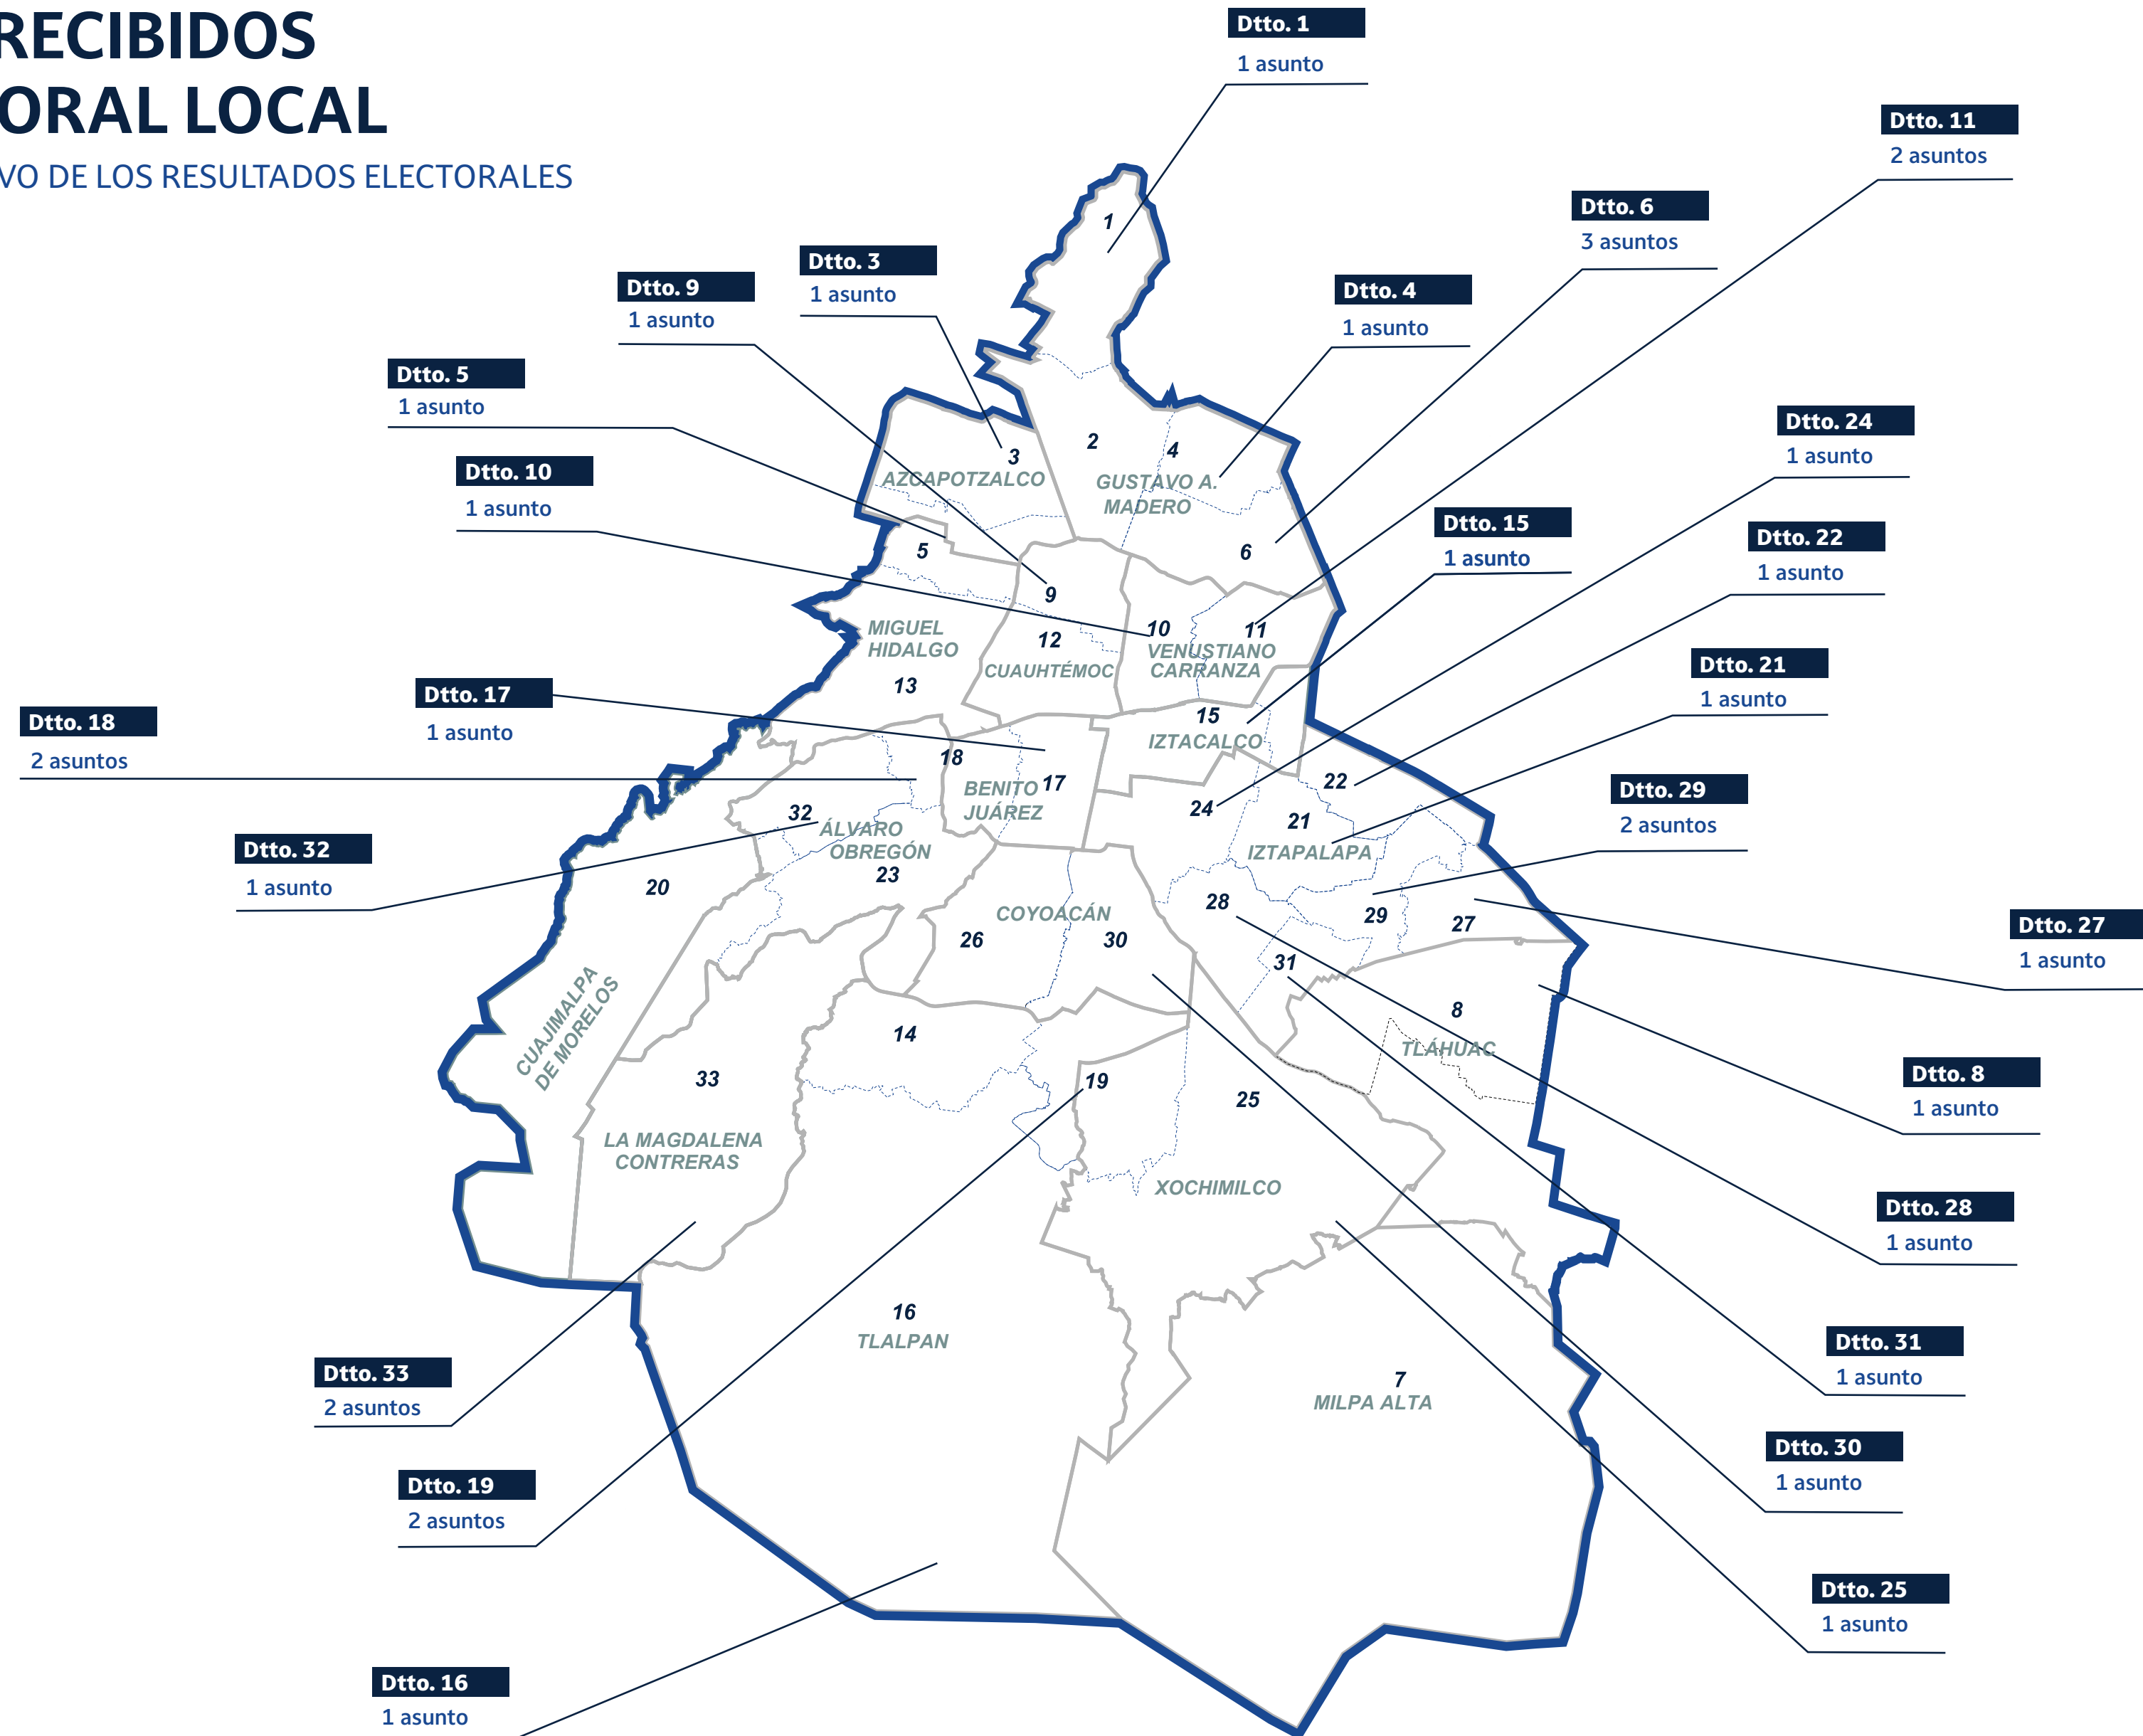 RECIBIDOS
ORAL LOCAL
VO DE LOS RESULTADOS ELECTORALES
Dtto. 1
1 asunto
Dtto. 11
2 asuntos
Dtto. 6
3 asuntos
Dtto. 3
1 asunto
Dtto. 9
1 asunto
Dtto. 4
1 asunto
Dtto. 5
1 asunto
Dtto. 24
1 asunto
Dtto. 10
1 asunto
Dtto. 15
1 asunto
Dtto. 22
1 asunto
Dtto. 21
1 asunto
Dtto. 17
1 asunto
Dtto. 18
2 asuntos
Dtto. 29
2 asuntos
Dtto. 32
1 asunto
Dtto. 27
1 asunto
Dtto. 8
1 asunto
Dtto. 28
1 asunto
Dtto. 31
1 asunto
Dtto. 33
2 asuntos
Dtto. 30
1 asunto
Dtto. 19
2 asuntos
Dtto. 25
1 asunto
Dtto. 16
1 asunto
1
2
4
3
AZCAPOTZALCO
GUSTAVO A.
MADERO
5
6
9
10
11
12
MIGUEL
HIDALGO
VENUSTIANO
CARRANZA
CUAUHTÉMOC
13
15
IZTACALCO
18
17
BENITO
JUÁREZ
22
24
21
32
ÁLVARO
OBREGÓN
IZTAPALAPA
23
20
28
29
27
COYOACÁN
26
30
31
CUAJIMALPA
DE MORELOS
8
TLÁHUAC
14
33
19
25
LA MAGDALENA
CONTRERAS
XOCHIMILCO
16
TLALPAN
7
MILPA ALTA